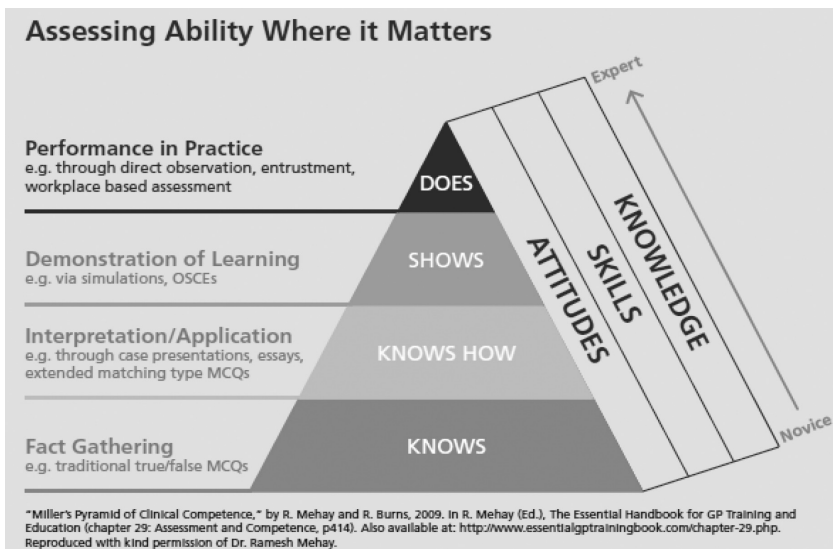 Assessing Ability Where it Matters
Performance in Practice
e.g. through direct observation, entrustment,
workplace based assessment
DOES
Demonstration of Learning
e.g. via simulations, OSCEs
SHOWS
Interpretation/Application
e.g. through case presentations, essays,
extended matching type MCQs
KNOWS HOW
Fact Gathering
e.g. traditional true/false MCQs
KNOWS
ATTITUDES
SKILLS
KNOWLEDGE
Expert
Novice
"Miller's Pyramid of Clinical Competence," by R. Mehay and R. Burns, 2009. In R. Mehay (Ed.), The Essential Handbook for GP Training and
Education (chapter 29: Assessment and Competence, p414). Also available at: http://www.essentialgptrainingbook.com/chapter-29.php.
Reproduced with kind permission of Dr. Ramesh Mehay.